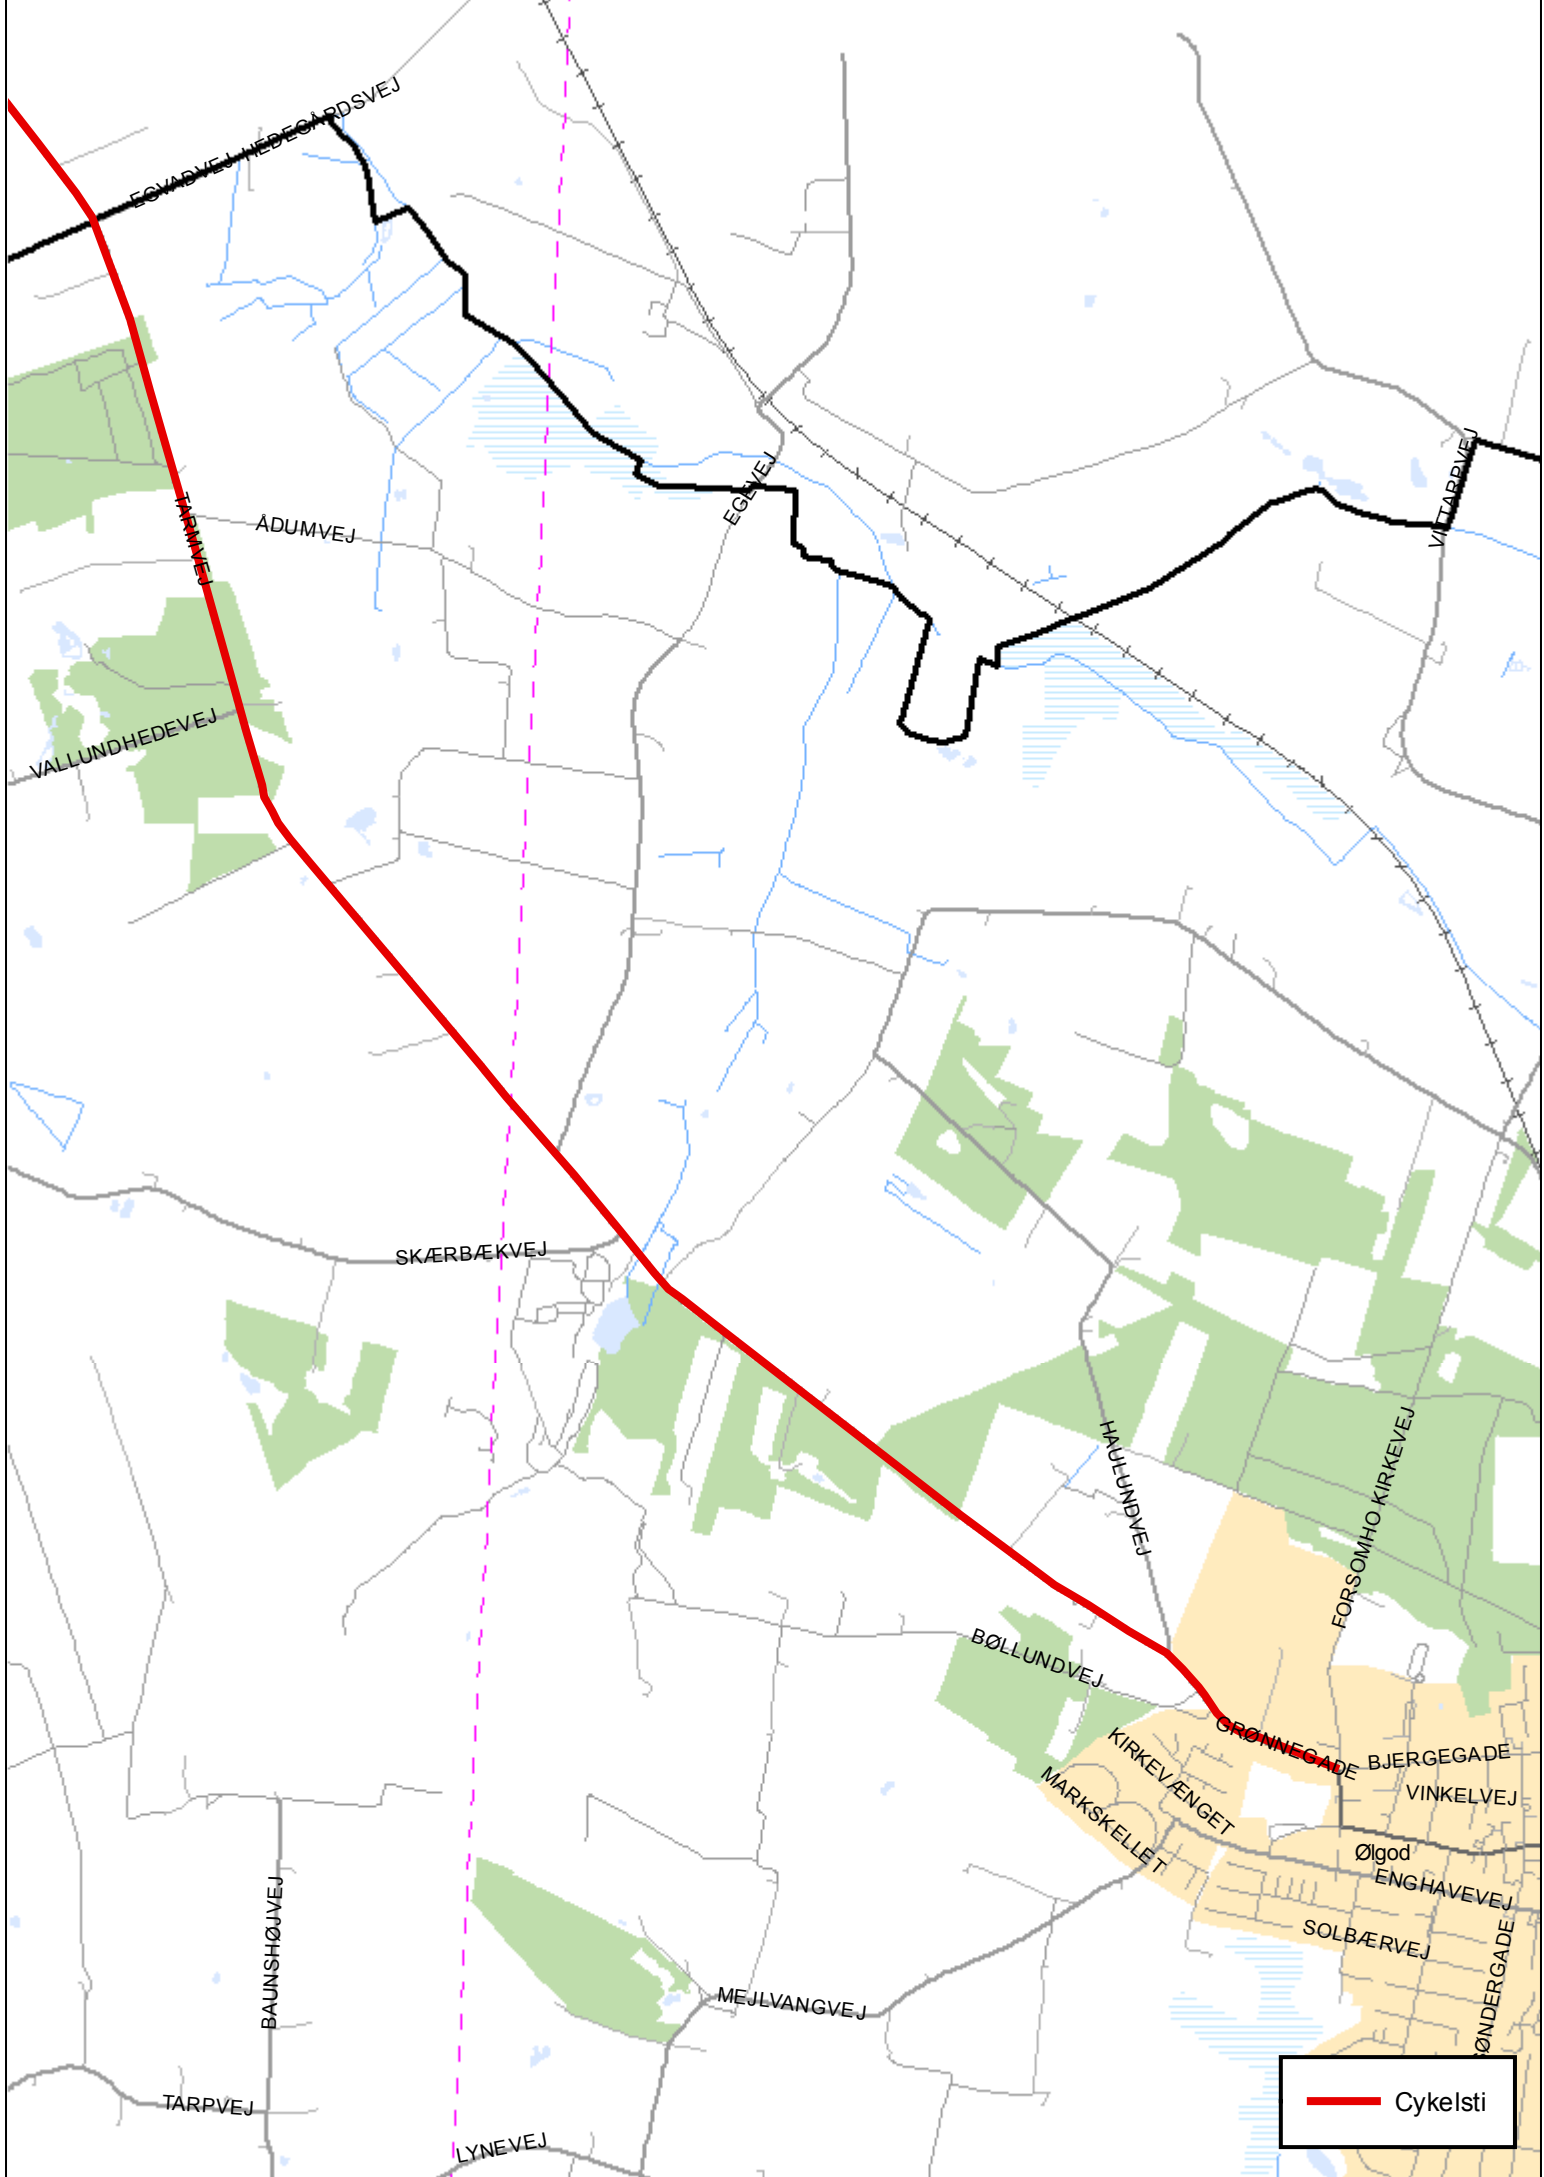 HEDEGÅRDSVEJ
EGVADVEJ
VITTARPVEJ
EGEVEJ
TARMVEJ
ÅDUMVEJ
VALLUNDHEDEVEJ
SKÆRBÆKVEJ
HAULUNDVEJ
FORSOMHO KIRKEVEJ
BØLLUNDVEJ
GRØNNEGADE
BJERGEGADE
KIRKEVÆNGET
MARKSKELLET
VINKELVEJ
Ølgod
ENGHAVEVEJ
SOLBÆRVEJ
SØNDERGADE
BAUNSHØJVEJ
MEJLVANGVEJ
TARPVEJ
LYNEVEJ
Cykelsti